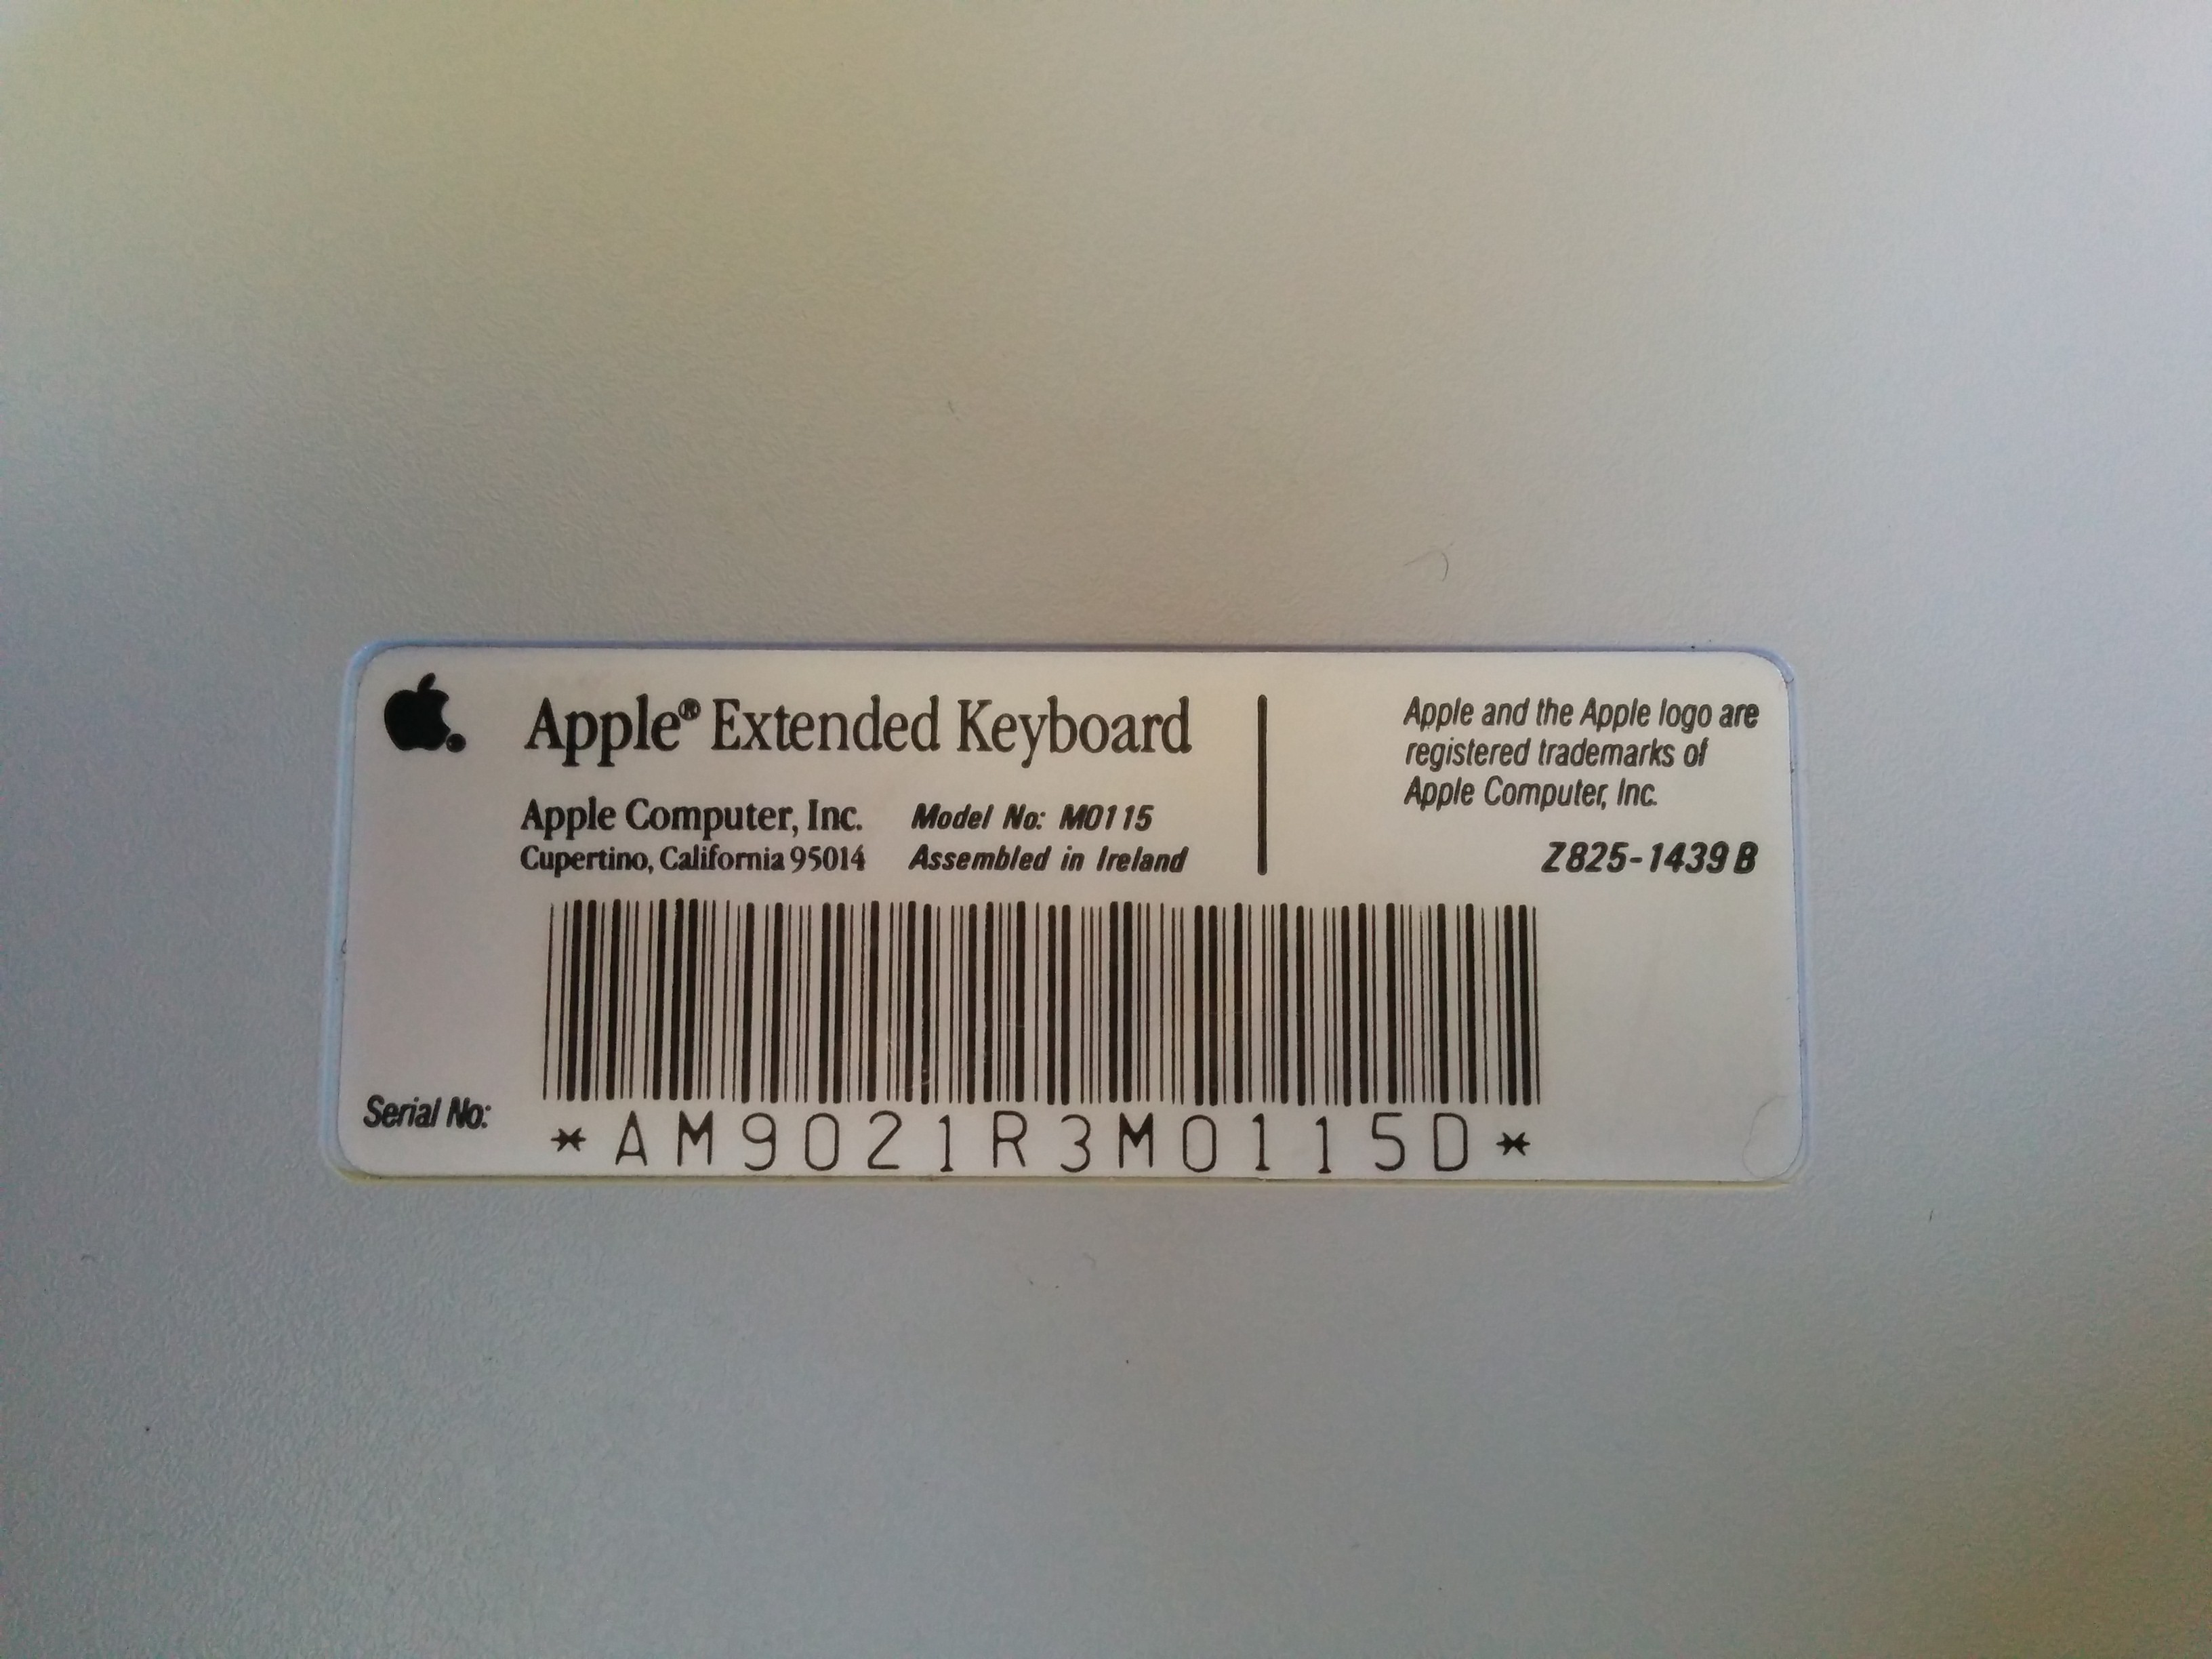 Apple® Extended Keyboard
Apple Computer, Inc.
Cupertino, California 95014
Model No: M0115
Assembled in Ireland
Apple and the Apple logo are
registered trademarks of
Apple Computer, Inc.
Z825-1439 B
Serial No:
*AM9021R3M0115D*